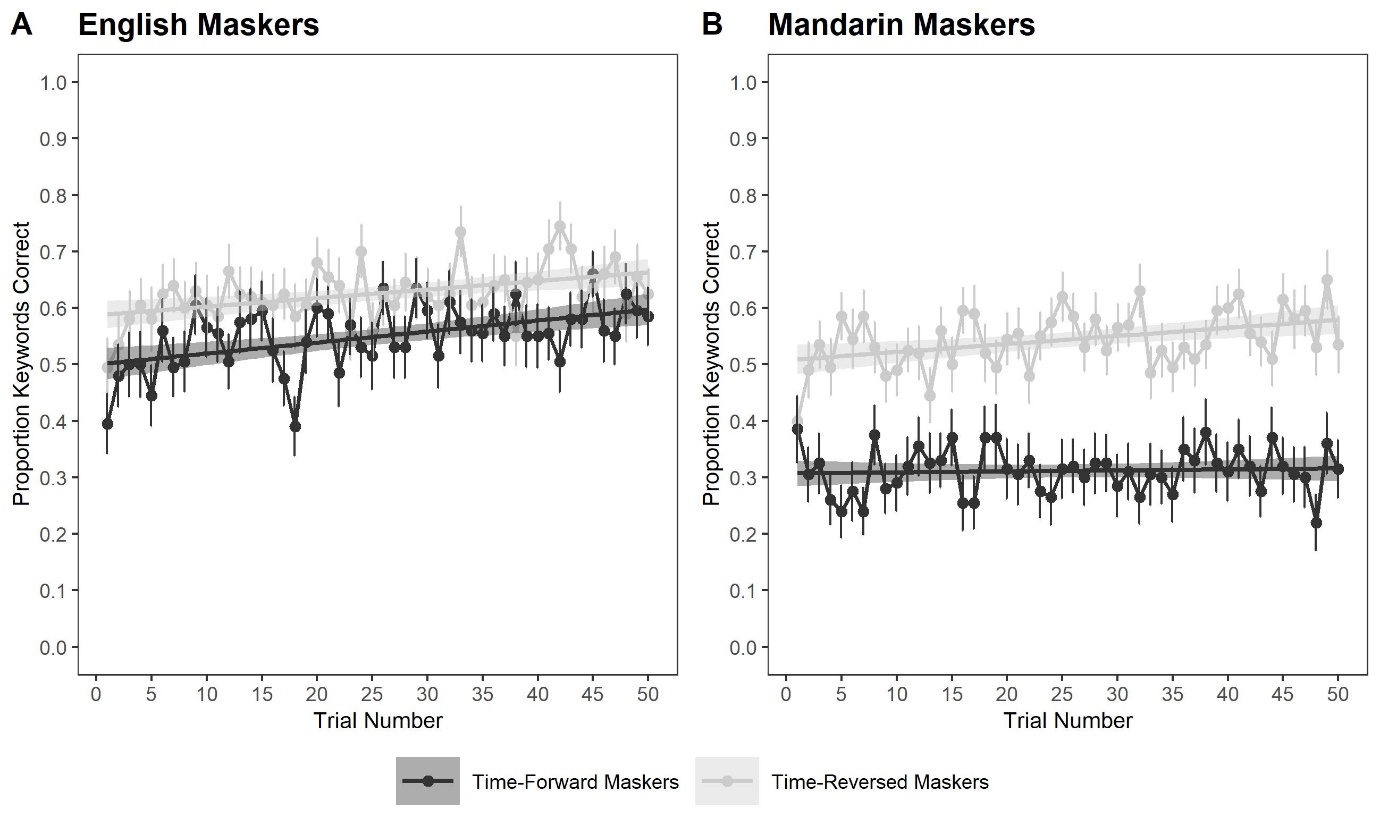 A English Maskers
1.0
0.9
0.8
0.7
0.6
0.5
0.4
0.3
0.2
0.1
0.0
Proportion Keywords Correct
0 5 10 15 20 25 30 35 40 45 50
Trial Number
B Mandarin Maskers
1.0
0.9
0.8
0.7
0.6
0.5
0.4
0.3
0.2
0.1
0.0
Proportion Keywords Correct
0 5 10 15 20 25 30 35 40 45 50
Trial Number
Time-Forward Maskers Time-Reversed Maskers